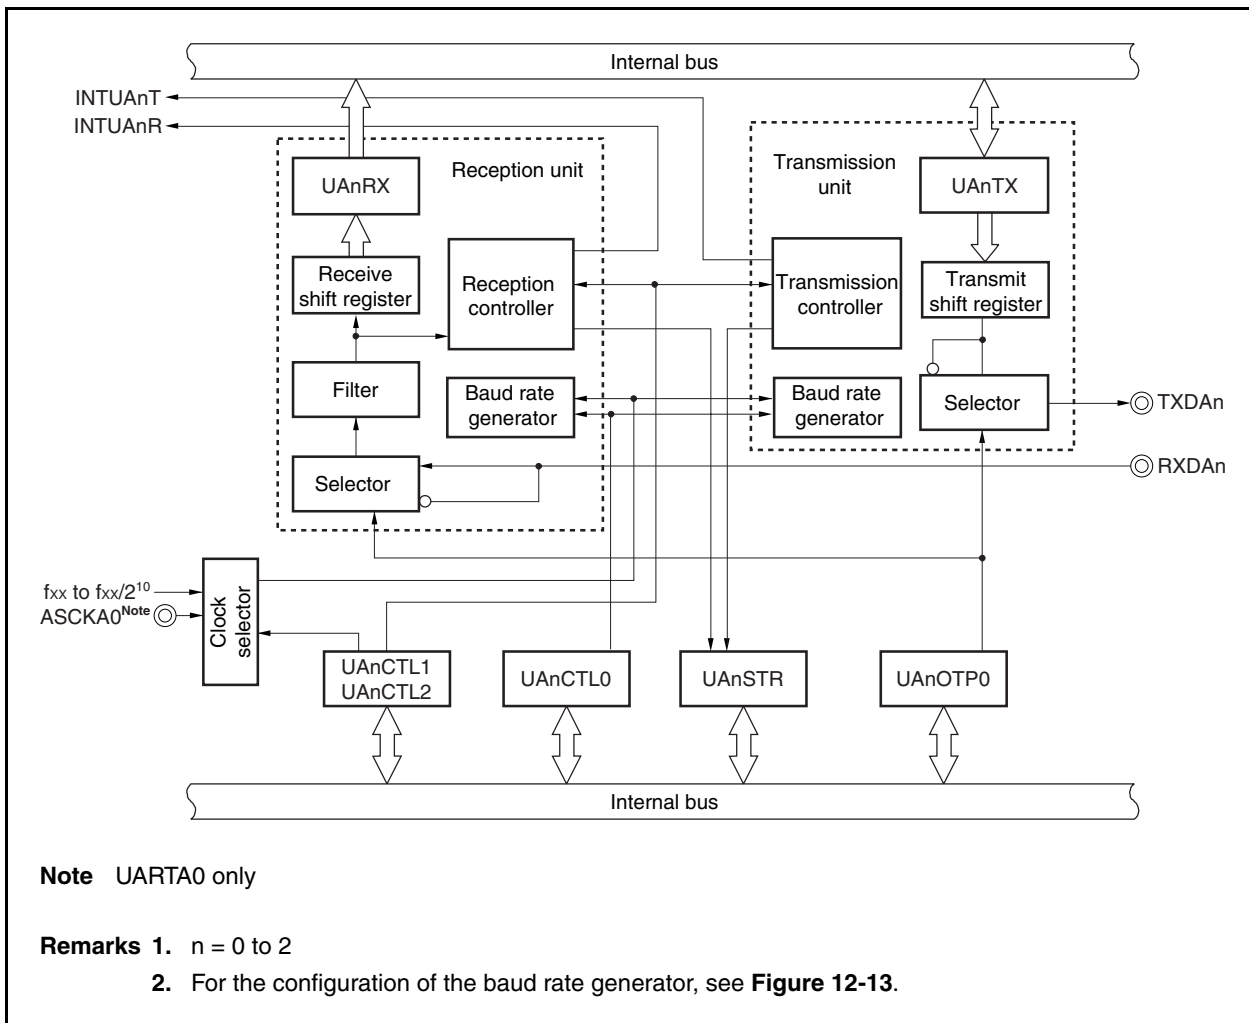 Internal bus
INTUAnT
INTUAnR
Reception unit
Transmission
unit
UAnRX
UAnTX
Receive
shift register
Reception
controller
Transmission
controller
Transmit
shift register
Filter
Baud rate
generator
Baud rate
generator
Selector
TXDAn
Selector
RXDAn
fxx to fxx/2¹⁰
ASCKA0Note
Clock
selector
UAnCTL1
UAnCTL2
UAnCTL0
UAnSTR
UAnOTP0
Internal bus
Note UARTA0 only
Remarks 1. n = 0 to 2
2. For the configuration of the baud rate generator, see Figure 12-13.